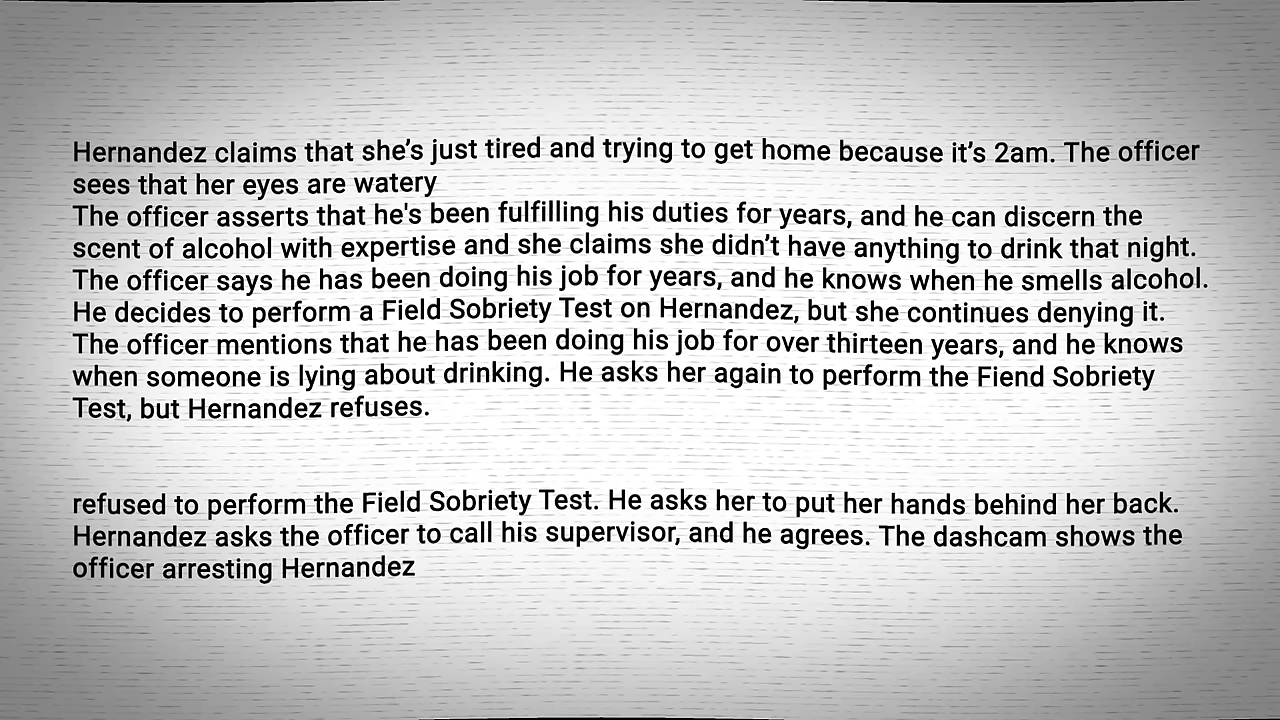 Hernandez claims that she’s just tired and trying to get home because it’s 2am. The officer
sees that her eyes are watery
The officer asserts that he's been fulfilling his duties for years, and he can discern the
scent of alcohol with expertise and she claims she didn’t have anything to drink that night.
The officer says he has been doing his job for years, and he knows when he smells alcohol.
He decides to perform a Field Sobriety Test on Hernandez, but she continues denying it.
The officer mentions that he has been doing his job for over thirteen years, and he knows
when someone is lying about drinking. He asks her again to perform the Fiend Sobriety
Test, but Hernandez refuses.
refused to perform the Field Sobriety Test. He asks her to put her hands behind her back.
Hernandez asks the officer to call his supervisor, and he agrees. The dashcam shows the
officer arresting Hernandez